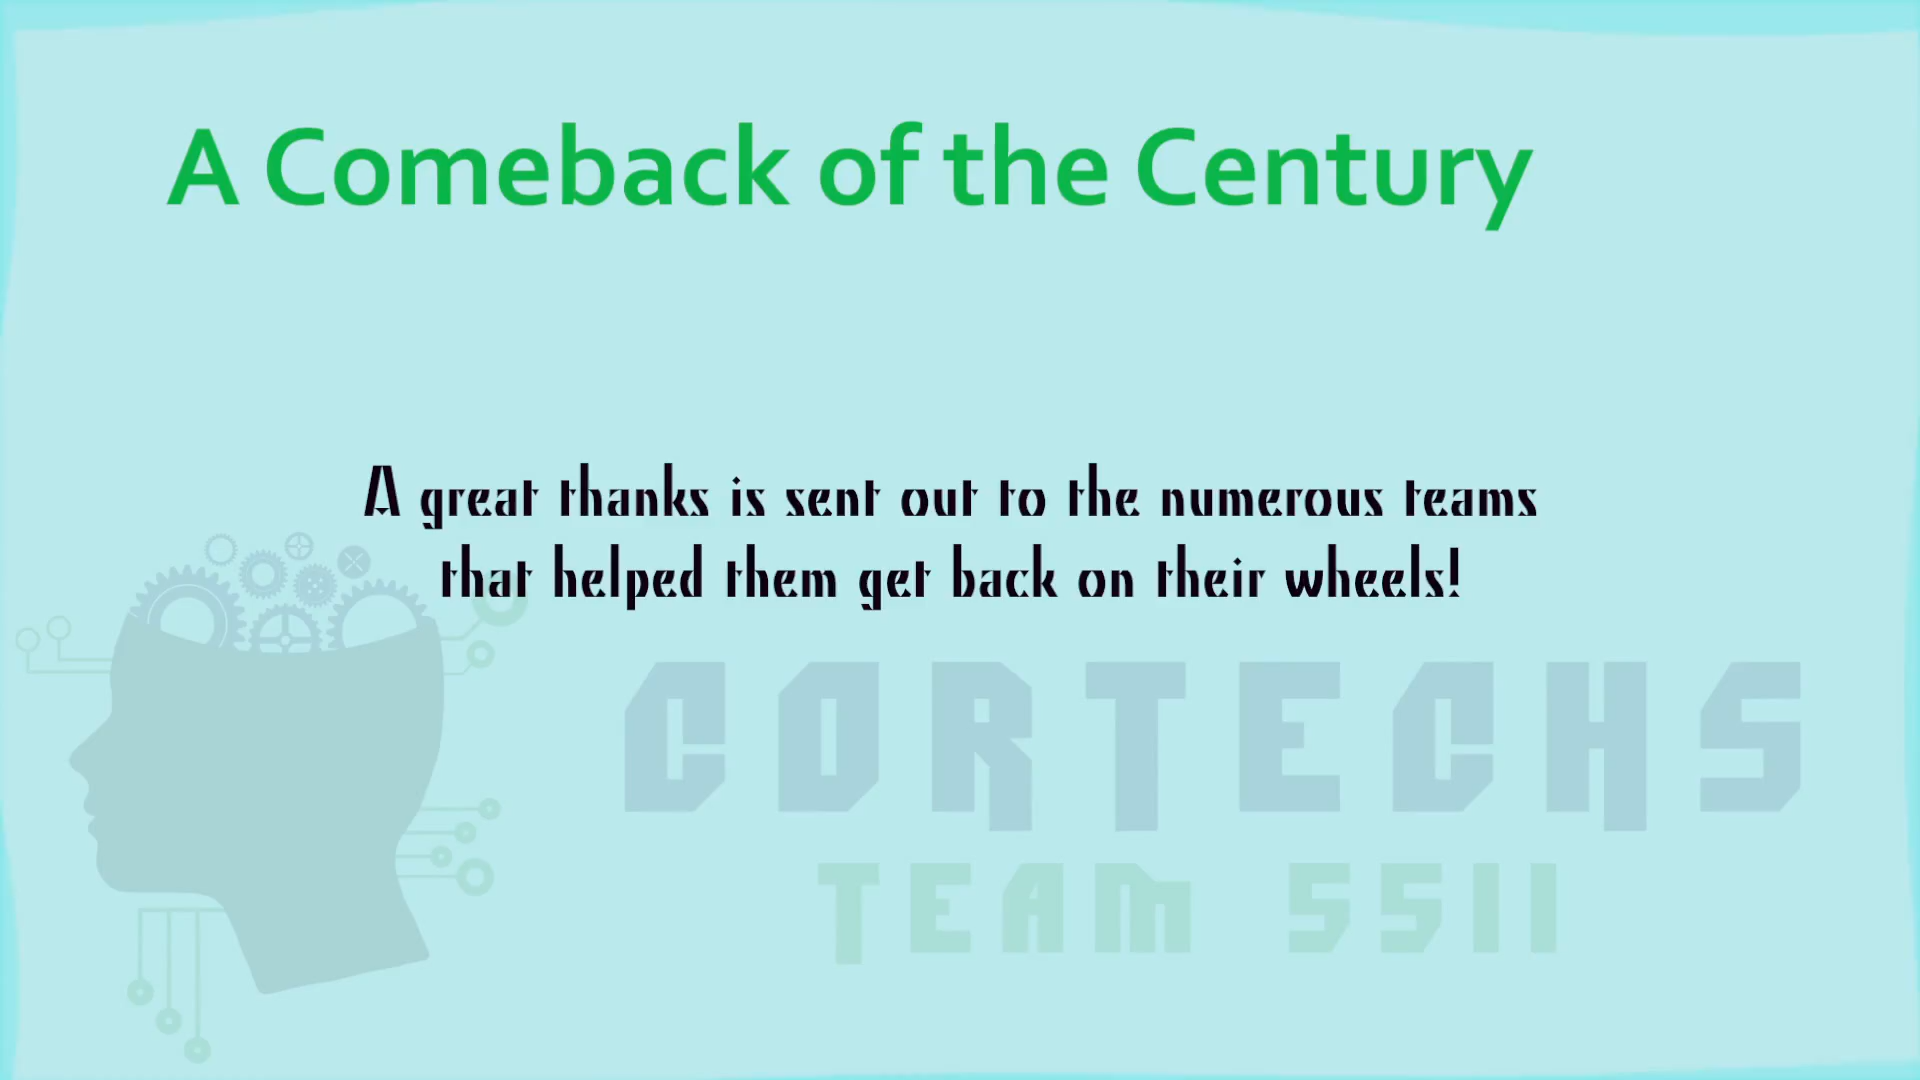 A Comeback of the Century
A great thanks is sent out to the numerous teams
that helped them get back on their wheels!
CORTECHS
TEAM 5511